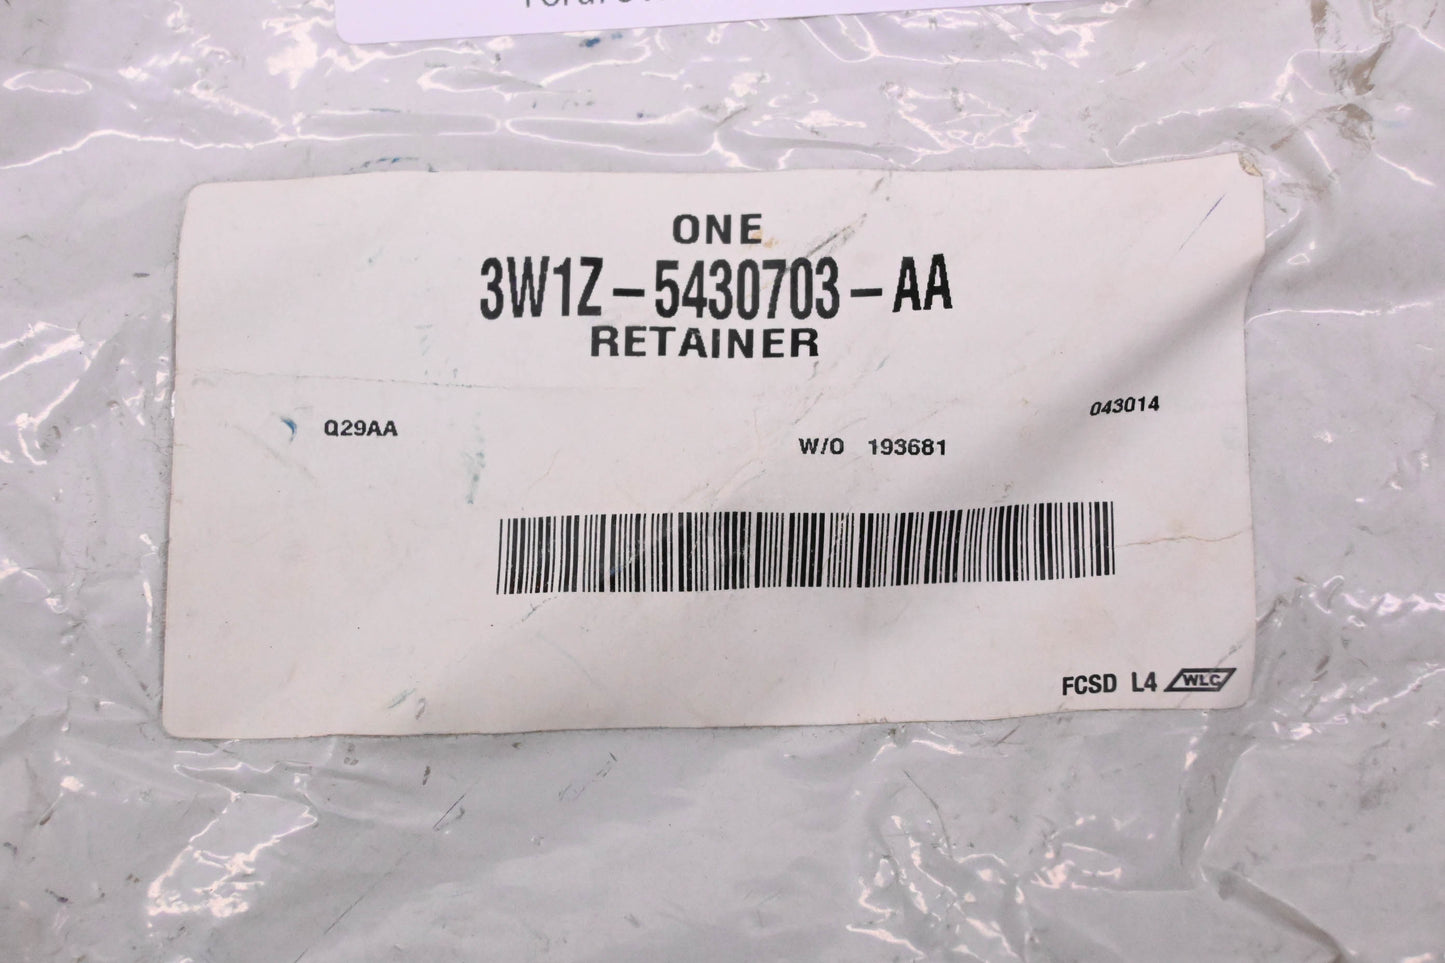 ONE
3W1Z-5430703-AA
RETAINER
Q29AA
W/O 193681
043014
FCSD L4 WLC